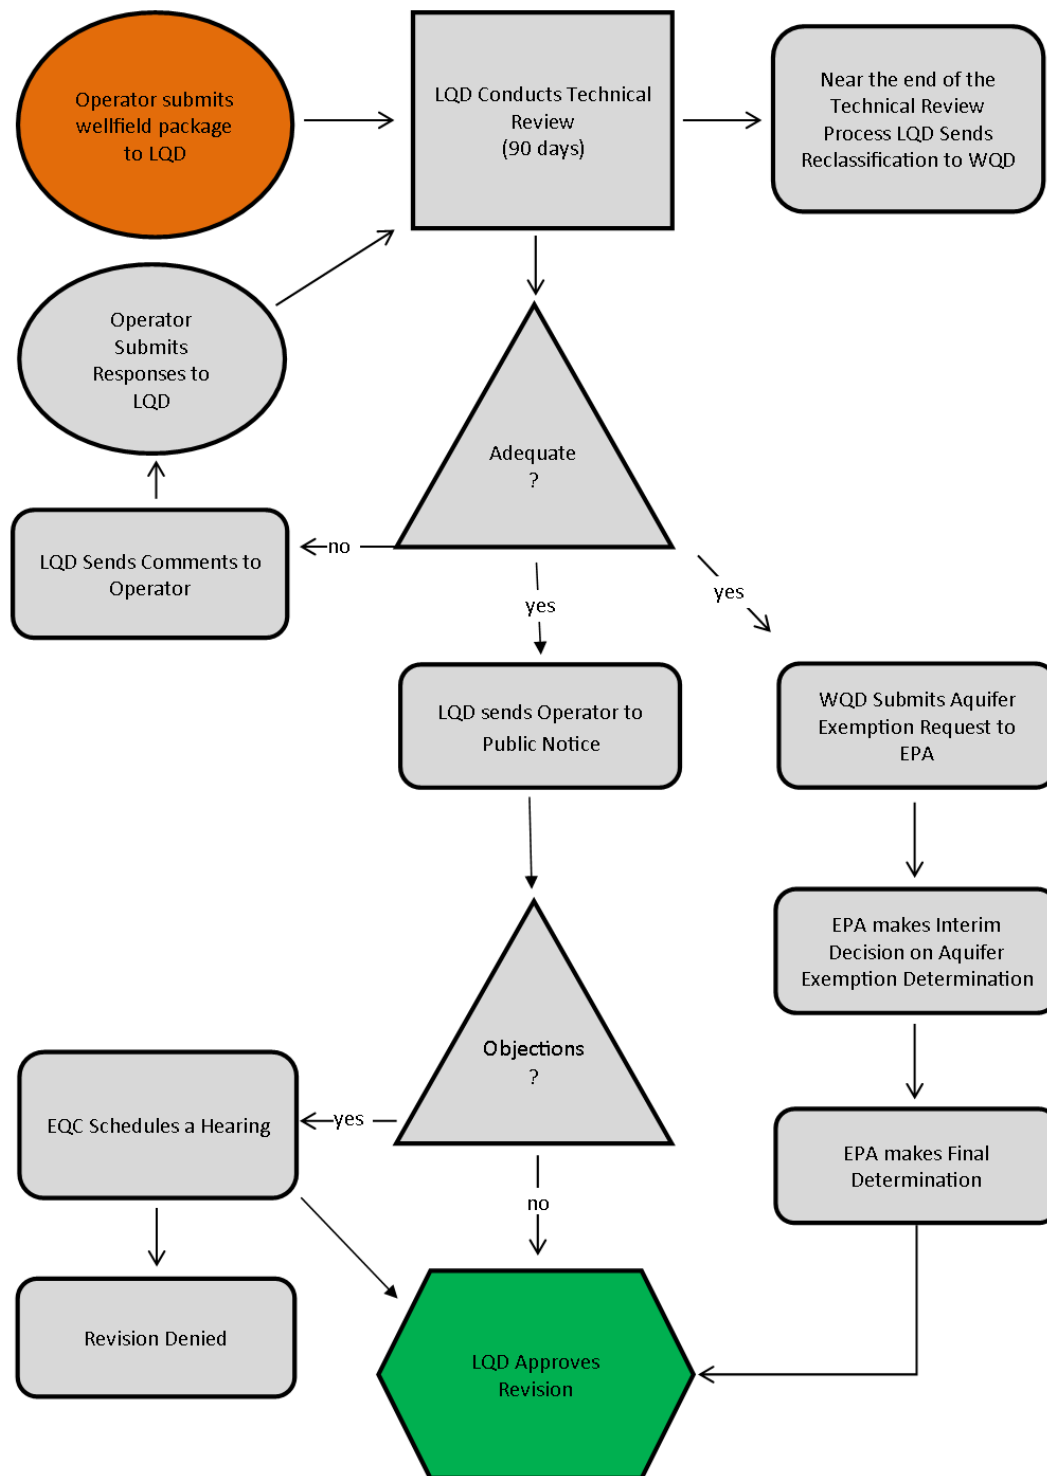 Operator submits
wellfield package
to LQD
LQD Conducts Technical
Review
(90 days)
Near the end of the
Technical Review
Process LQD Sends
Reclassification to WQD
Operator
Submits
Responses to
LQD
Adequate
?
no
LQD Sends Comments to
Operator
yes
yes
LQD sends Operator to
Public Notice
WQD Submits Aquifer
Exemption Request to
EPA
EPA makes Interim
Decision on Aquifer
Exemption Determination
Objections
?
yes
EQC Schedules a Hearing
EPA makes Final
Determination
no
Revision Denied
LQD Approves
Revision